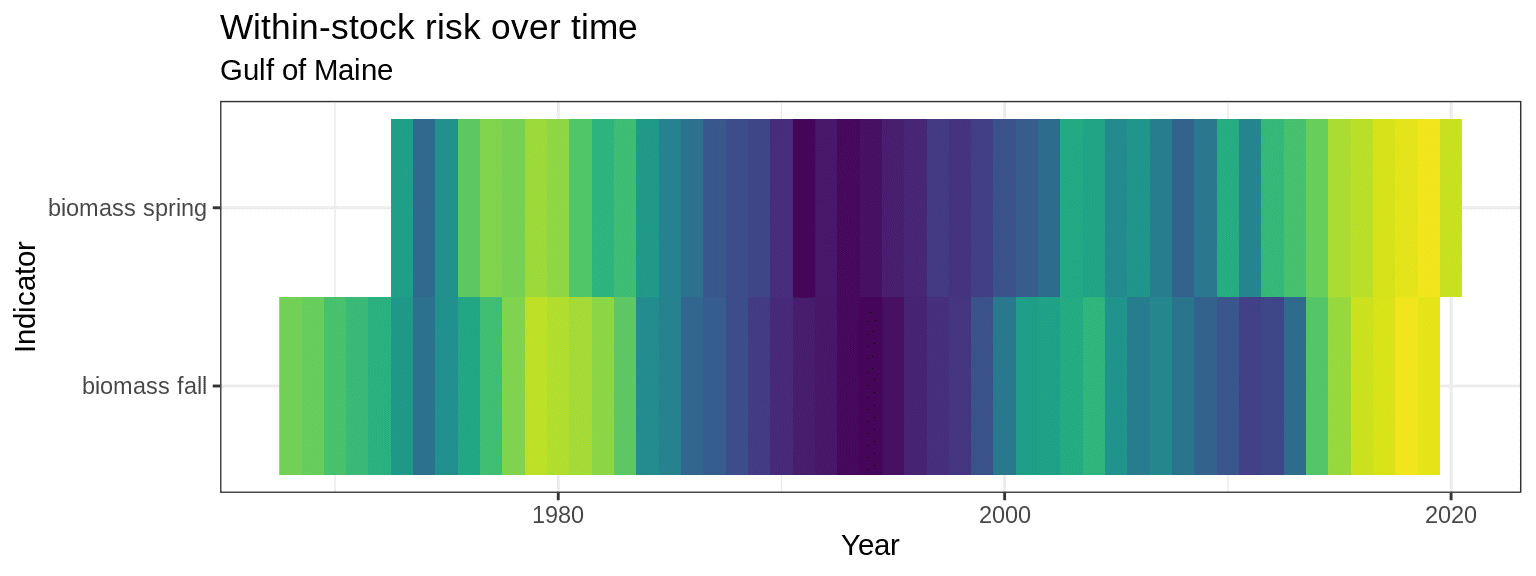 Within-stock risk over time
Gulf of Maine
Indicator
biomass spring
biomass fall
1980
2000
2020
Year